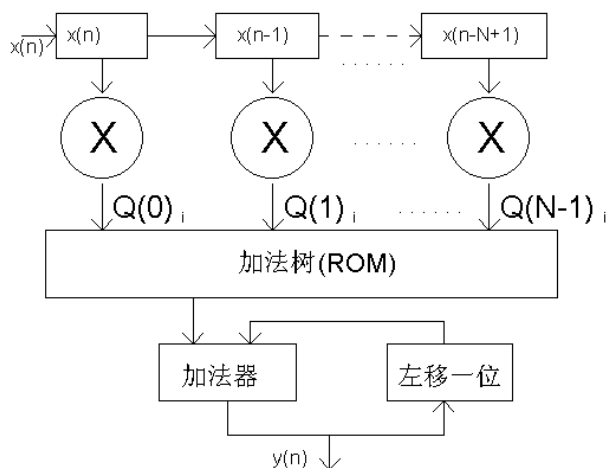 x(n)
x(n)
x(n-1)
x(n-N+1)
......
X
X
......
X
Q(0) i
Q(1) i
......
Q(N-1) i
加法树(ROM)
加法器
左移一位
y(n)